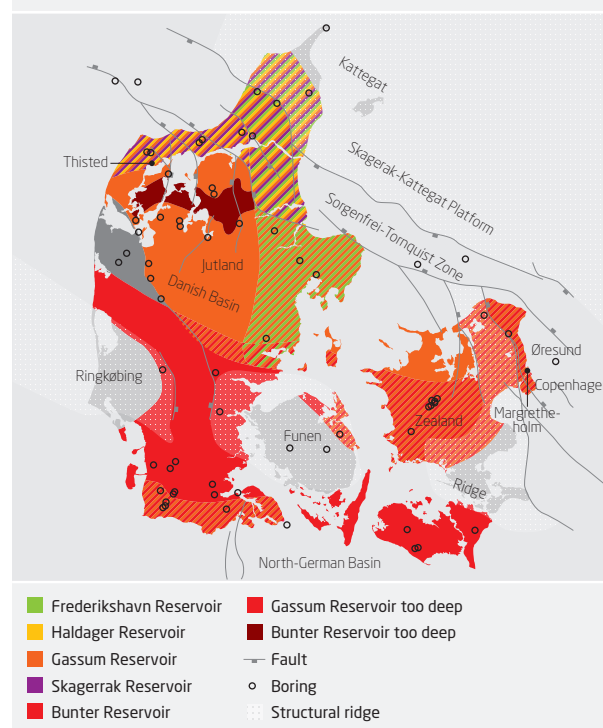 Kattegat
Thisted
Skagerak-Kattegat Platform
Sorgenfrei-Tornquist Zone
Jutland
Danish Basin
Øresund
Ringkøbing
Copenhage
Margrethe-
holm
Zealand
Funen
Ridge
North-German Basin
Frederikshavn Reservoir
Haldager Reservoir
Gassum Reservoir
Skagerrak Reservoir
Bunter Reservoir
Gassum Reservoir too deep
Bunter Reservoir too deep
Fault
Boring
Structural ridge